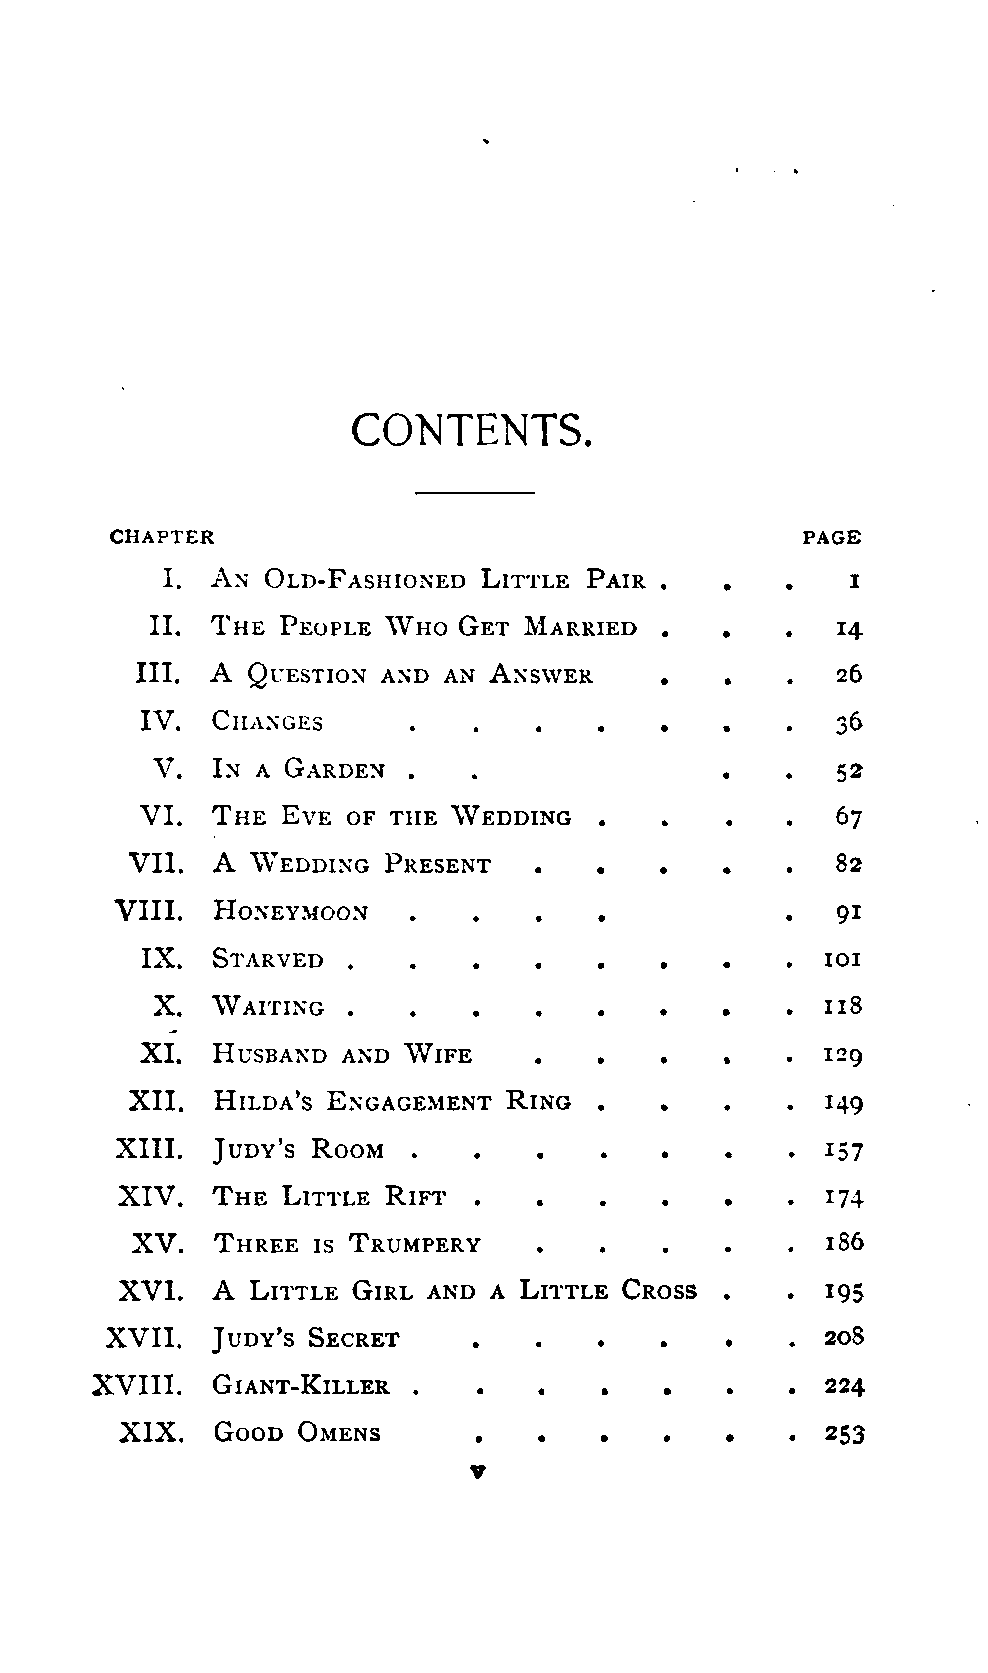 CONTENTS.
CHAPTER PAGE
I. An Old-Fashioned Little Pair . . . 1
II. The People Who Get Married . . . 14
III. A Question and an Answer . . . 26
IV. Changes . . . . . . . 36
V. In a Garden . . . . 52
VI. The Eve of the Wedding . . . . 67
VII. A Wedding Present . . . . . 82
VIII. Honeymoon . . . . . 91
IX. Starved . . . . . . . . 101
X. Waiting . . . . . . . . 118
XI. Husband and Wife . . . . . 129
XII. Hilda's Engagement Ring . . . . 149
XIII. Judy's Room . . . . . . . 157
XIV. The Little Rift . . . . . . 174
XV. Three is Trumpery . . . . . 186
XVI. A Little Girl and a Little Cross . . 195
XVII. Judy's Secret . . . . . . 208
XVIII. Giant-Killer . . . . . . . 224
XIX. Good Omens . . . . . . 253
v